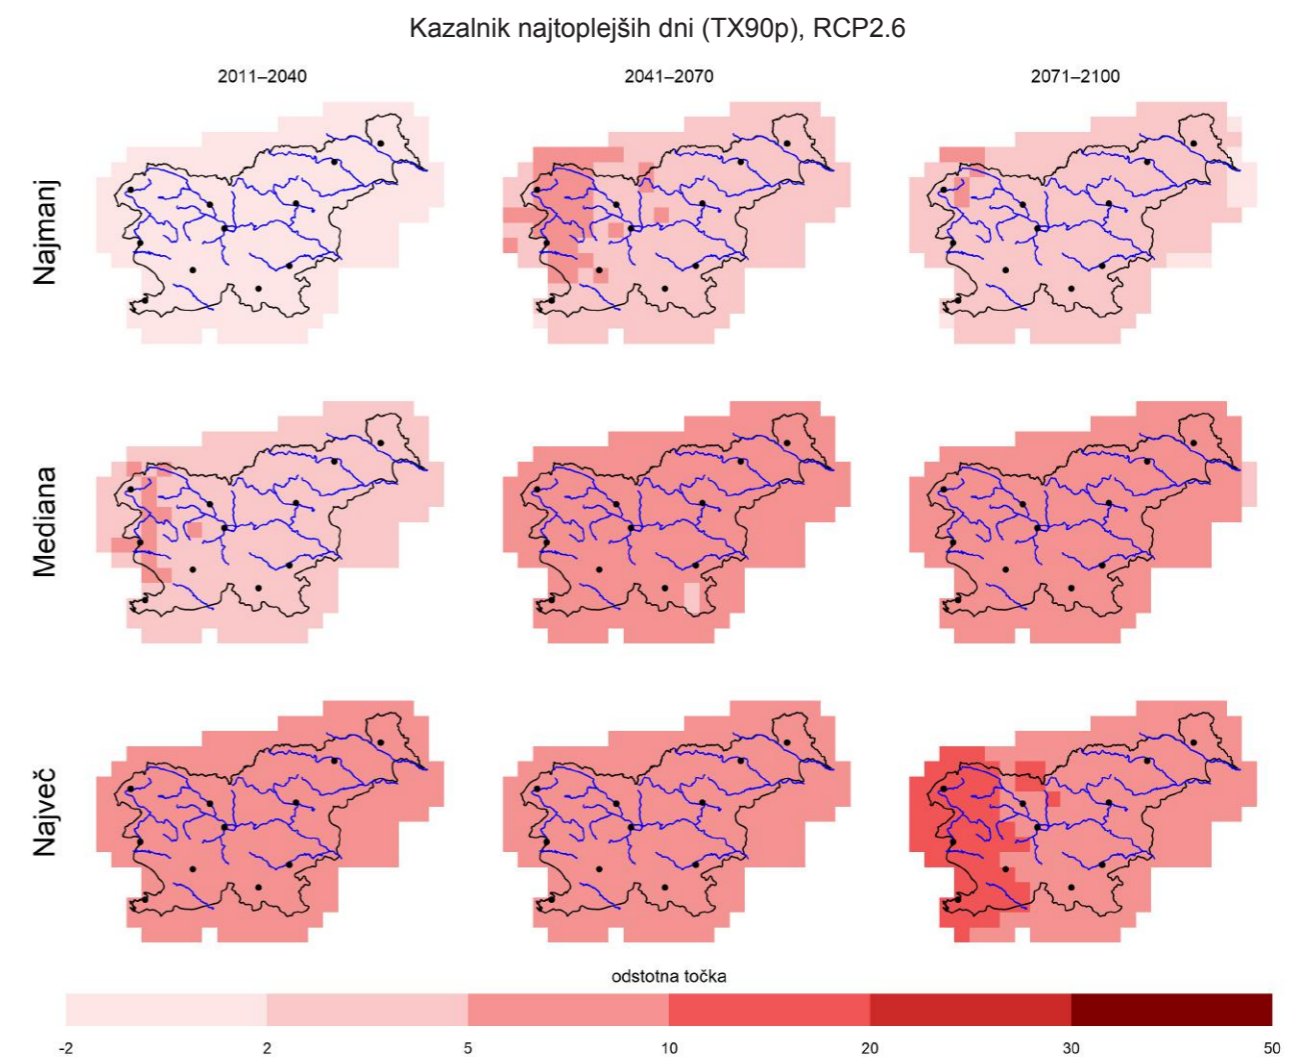 Kazalnik najtoplejših dni (TX90p), RCP2.6
2011–2040 2041–2070 2071–2100
Najmanj
Mediana
Največ
odstotna točka
-2 2 5 10 20 30 50